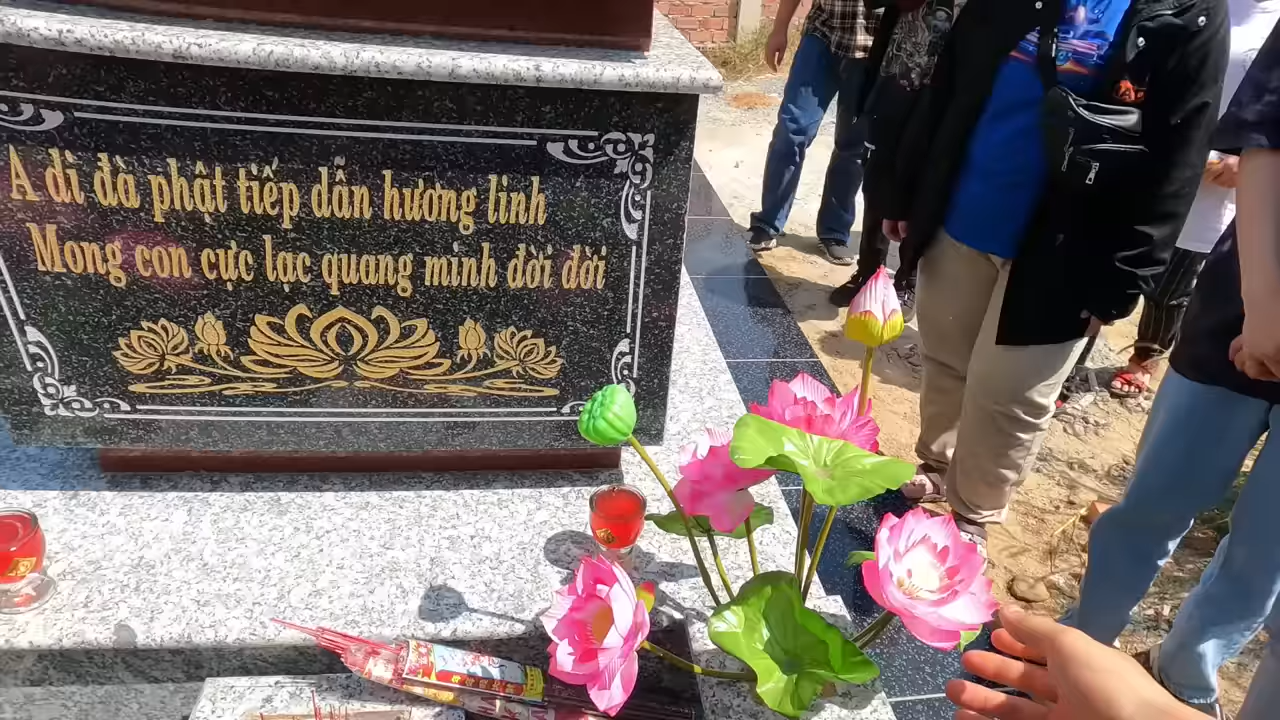 A di đà phật tiếp dẫn hương linh
Mong con cực lạc quang minh đời đời